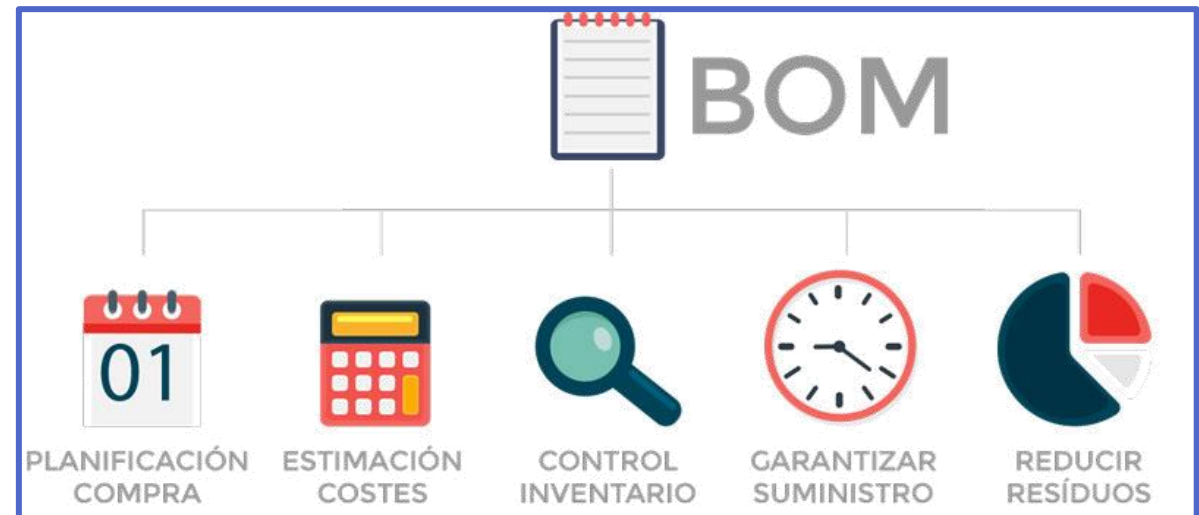 BOM
01
PLANIFICACIÓN
COMPRA
ESTIMACIÓN
COSTES
CONTROL
INVENTARIO
GARANTIZAR
SUMINISTRO
REDUCIR
RESÍDUOS